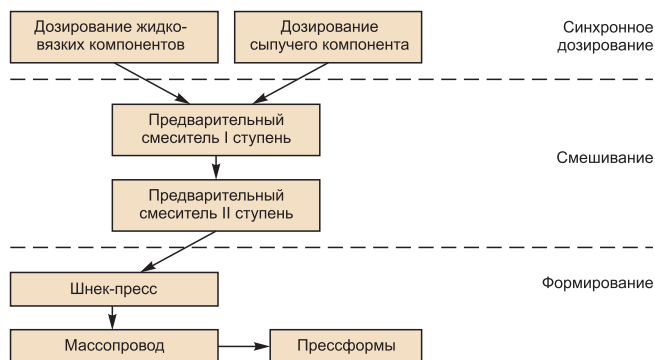 Дозирование жидко-
вязких компонентов
Дозирование
сыпучего компонента
Синхронное
дозирование
Предварительный
смеситель I ступень
Смешивание
Предварительный
смеситель II ступень
Формирование
Шнек-пресс
Массопровод
Прессформы